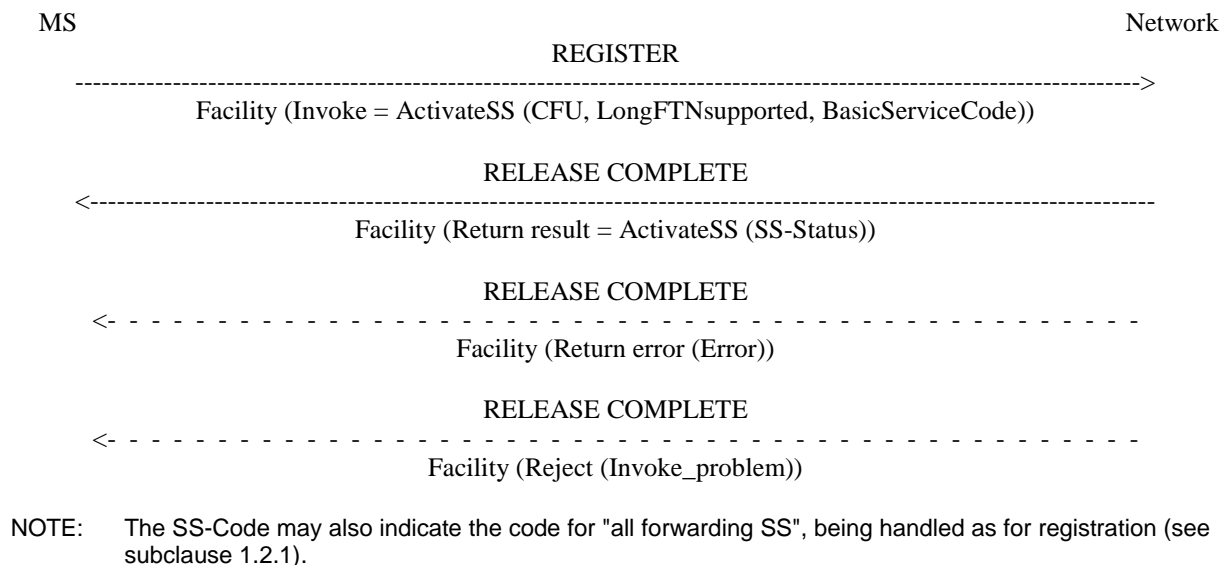 MS Network
REGISTER
------------------------------------------------------------------------------------------------------------------------>
Facility (Invoke = ActivateSS (CFU, LongFTNsupported, BasicServiceCode))
RELEASE COMPLETE
<------------------------------------------------------------------------------------------------------------------------
Facility (Return result = ActivateSS (SS-Status))
RELEASE COMPLETE
<- - - - - - - - - - - - - - - - - - - - - - - - - - - - - - - - - - - - - - - - - - - - - - - -
Facility (Return error (Error))
RELEASE COMPLETE
<- - - - - - - - - - - - - - - - - - - - - - - - - - - - - - - - - - - - - - - - - - - - - - - -
Facility (Reject (Invoke_problem))
NOTE: The SS-Code may also indicate the code for "all forwarding SS", being handled as for registration (see
subclause 1.2.1).